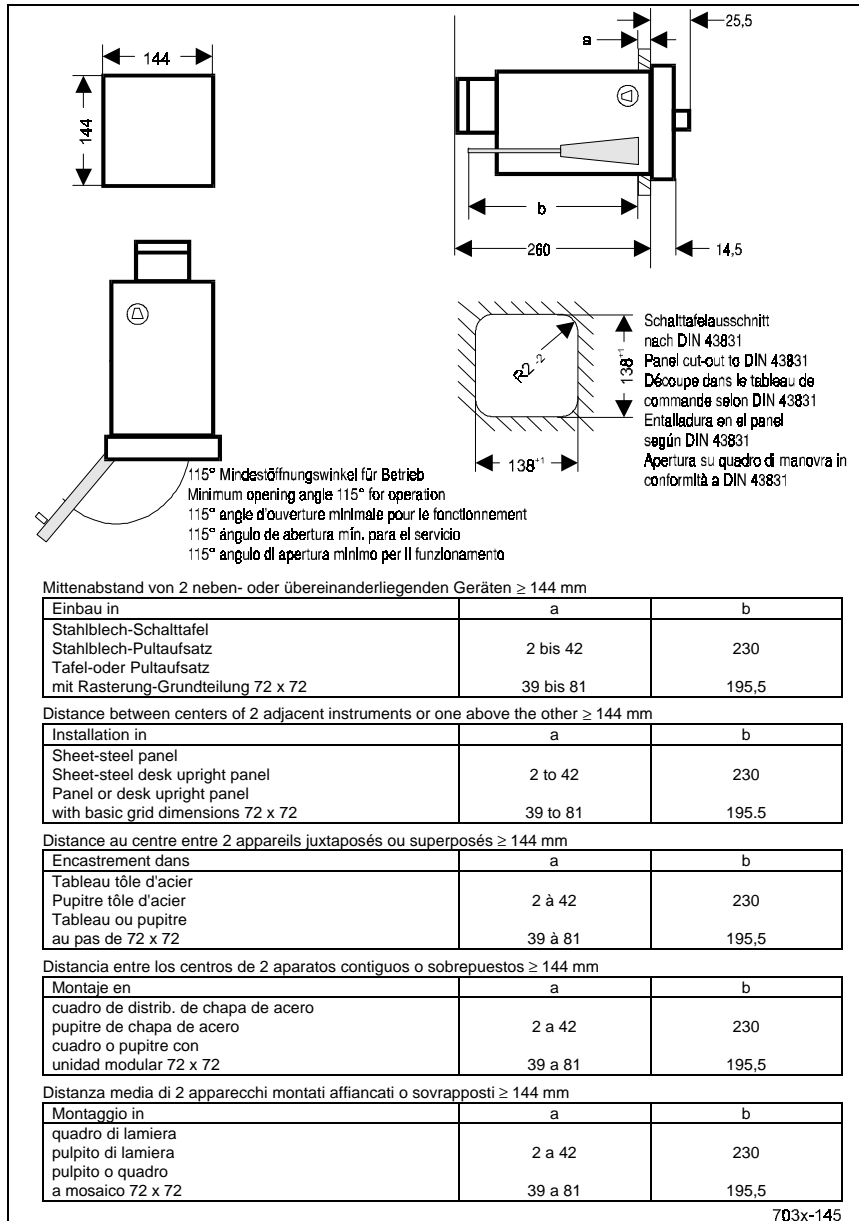 144
144
a
25,5
b
260
14,5
R2-2
138+1
138+1
Schalttafelausschnitt
nach DIN 43831
Panel cut-out to DIN 43831
Découpe dans le tableau de
commande selon DIN 43831
Entalladura en el panel
según DIN 43831
Apertura su quadro di manovra in
conformità a DIN 43831
115° Mindestöffnungswinkel für Betrieb
Minimum opening angle 115° for operation
115° angle d'ouverture minimale pour le fonctionnement
115° ángulo de abertura mín. para el servicio
115° angulo di apertura minimo per il funzionamento
Mittenabstand von 2 neben- oder übereinanderliegenden Geräten ≥ 144 mm
Einbau in a b
Stahlblech-Schalttafel
Stahlblech-Pultaufsatz 2 bis 42 230
Tafel-oder Pultaufsatz
mit Rasterung-Grundteilung 72 x 72 39 bis 81 195,5
Distance between centers of 2 adjacent instruments or one above the other ≥ 144 mm
Installation in a b
Sheet-steel panel
Sheet-steel desk upright panel 2 to 42 230
Panel or desk upright panel
with basic grid dimensions 72 x 72 39 to 81 195.5
Distance au centre entre 2 appareils juxtaposés ou superposés ≥ 144 mm
Encastrement dans a b
Tableau tôle d'acier
Pupitre tôle d'acier 2 à 42 230
Tableau ou pupitre
au pas de 72 x 72 39 à 81 195,5
Distancia entre los centros de 2 aparatos contiguos o sobrepuestos ≥ 144 mm
Montaje en a b
cuadro de distrib. de chapa de acero
pupitre de chapa de acero 2 a 42 230
cuadro o pupitre con
unidad modular 72 x 72 39 a 81 195,5
Distanza media di 2 apparecchi montati affiancati o sovrapposti ≥ 144 mm
Montaggio in a b
quadro di lamiera
pulpito di lamiera 2 a 42 230
pulpito o quadro
a mosaico 72 x 72 39 a 81 195,5
703x-145